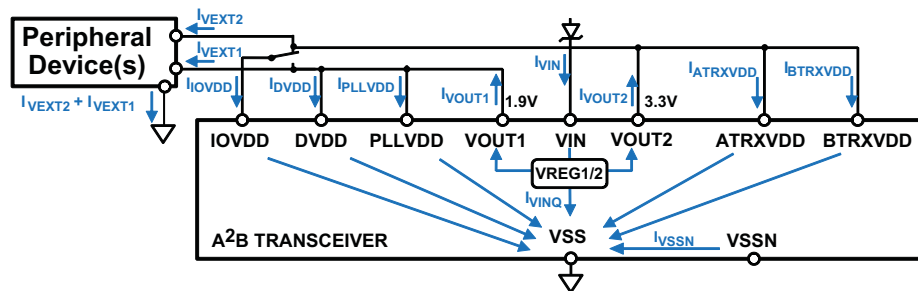 Peripheral
Device(s)
IVEXT2
IVEXT1
IVEXT2 + IVEXT1
IIOVDD
IDVDD
IPLLVDD
IVOUT1
1.9V
IVIN
IVOUT2
3.3V
IATRXVDD
IBTRXVDD
IOVDD
DVDD
PLLVDD
VOUT1
VIN
VOUT2
ATRXVDD
BTRXVDD
VREG1/2
IVINQ
A2B TRANSCEIVER
VSS
IVSSN
VSSN